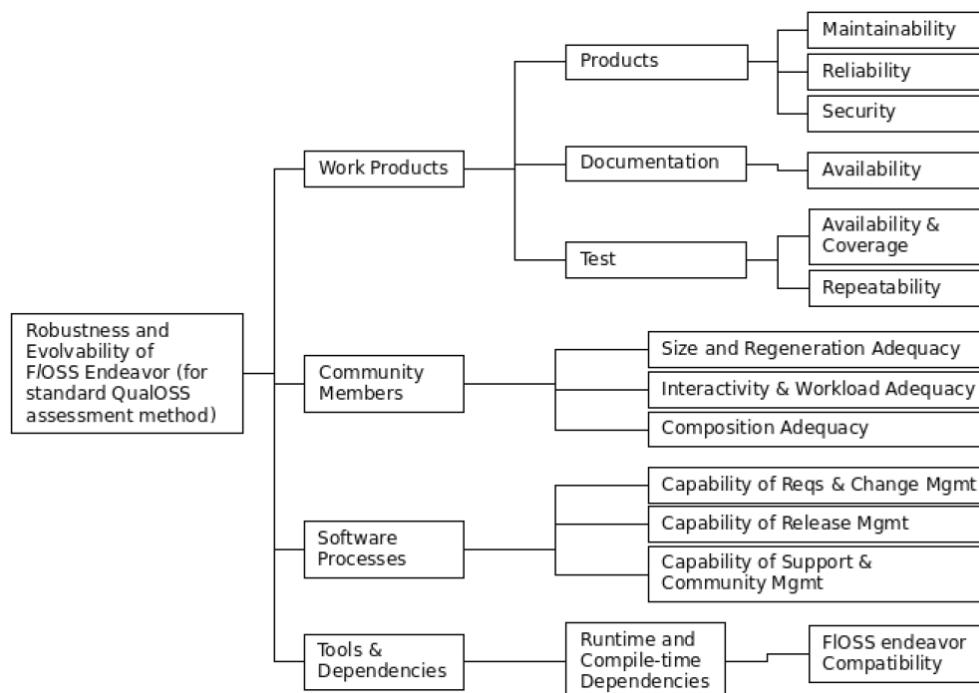 Robustness and
Evolvability of
FlOSS Endeavor (for
standard QualOSS
assessment method)
Work Products
Products
Maintainability
Reliability
Security
Documentation
Availability
Test
Availability &
Coverage
Repeatability
Community
Members
Size and Regeneration Adequacy
Interactivity & Workload Adequacy
Composition Adequacy
Software
Processes
Capability of Reqs & Change Mgmt
Capability of Release Mgmt
Capability of Support &
Community Mgmt
Tools &
Dependencies
Runtime and
Compile-time
Dependencies
FlOSS endeavor
Compatibility